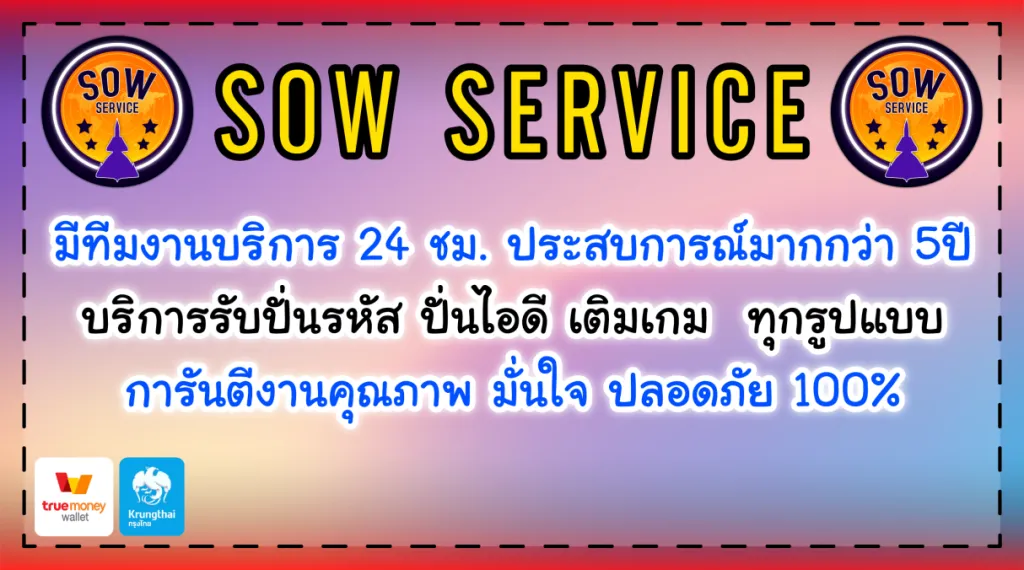 SOW
SERVICE
SOW SERVICE
SOW
SERVICE
มีทีมงานบริการ 24 ชม. ประสบการณ์มากกว่า 5ปี
บริการรับปั่นรหัส ปั่นไอดี เติมเกม ทุกรูปแบบ
การันตีงานคุณภาพ มั่นใจ ปลอดภัย 100%
truemoney
wallet
Krungthai
กรุงไทย